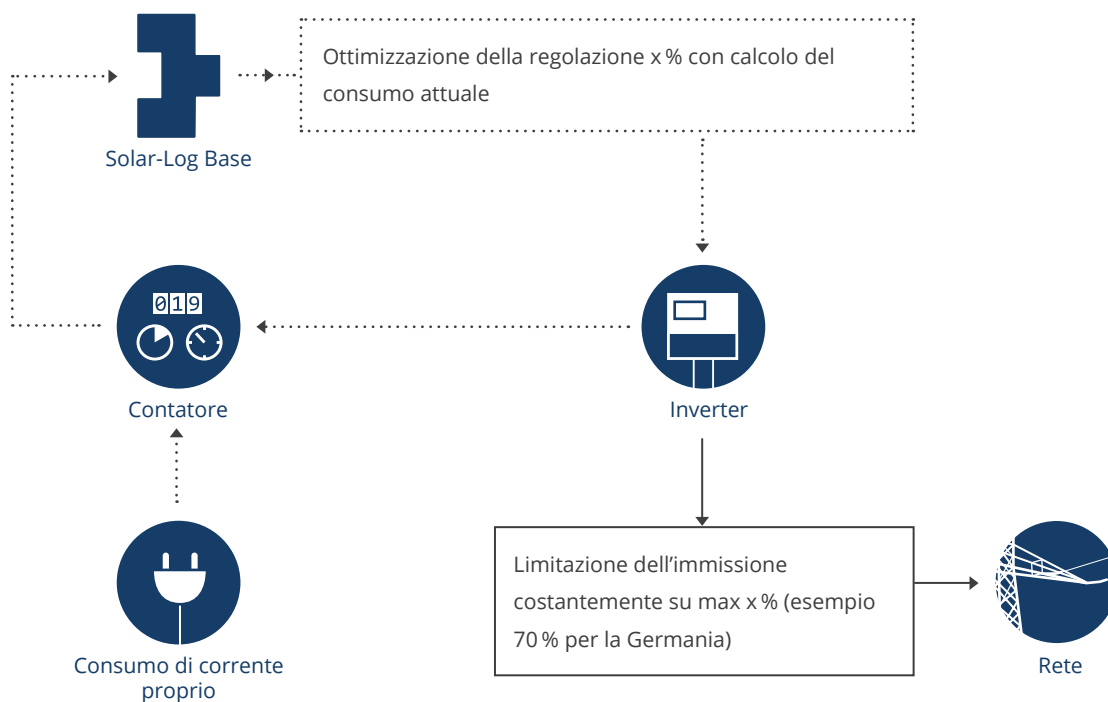 Ottimizzazione della regolazione x % con calcolo del
consumo attuale
Solar-Log Base
019
Contatore
Inverter
Limitazione dell’immissione
costantemente su max x % (esempio
70 % per la Germania)
Consumo di corrente
proprio
Rete